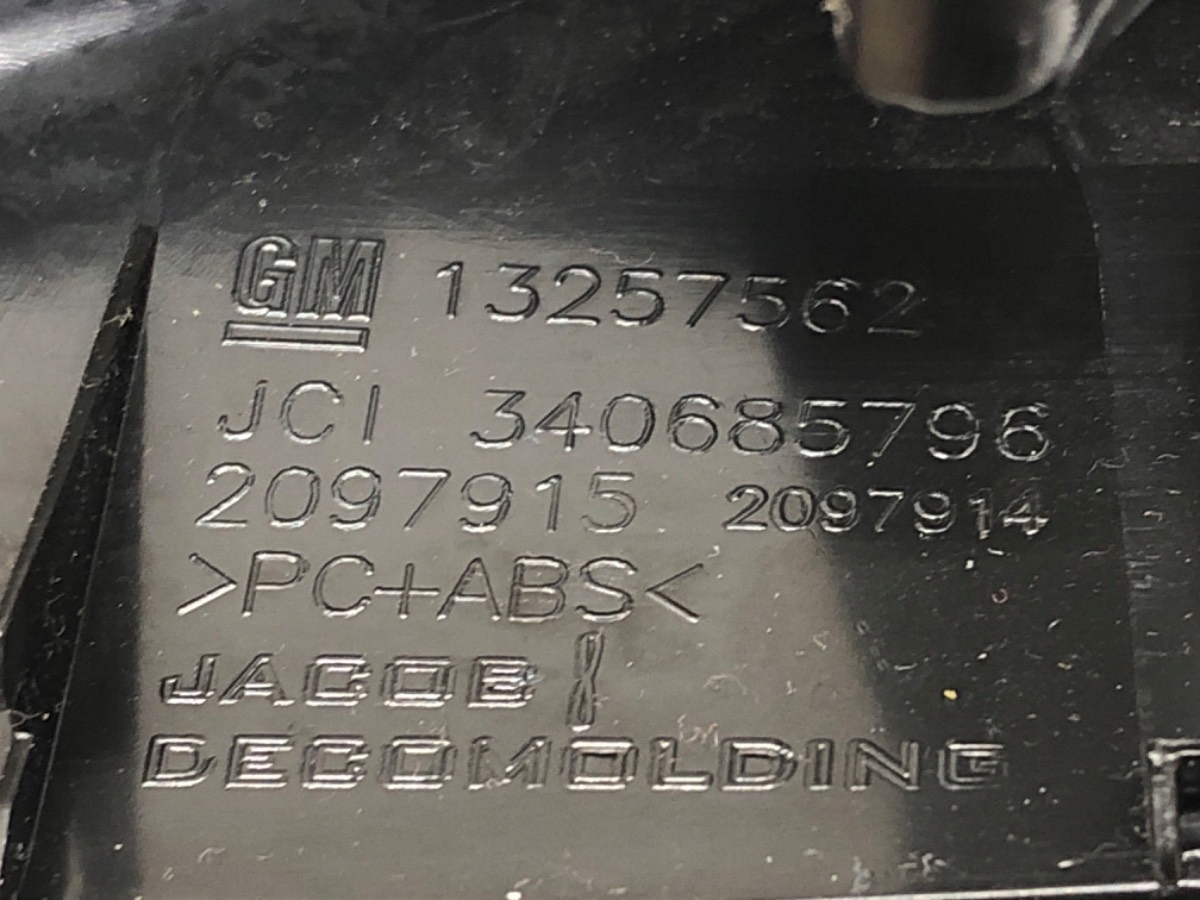 GM 13257562
JCI 340685796
2097915 2097914
>PC+ABS<
JACOB
DECOMOLDING